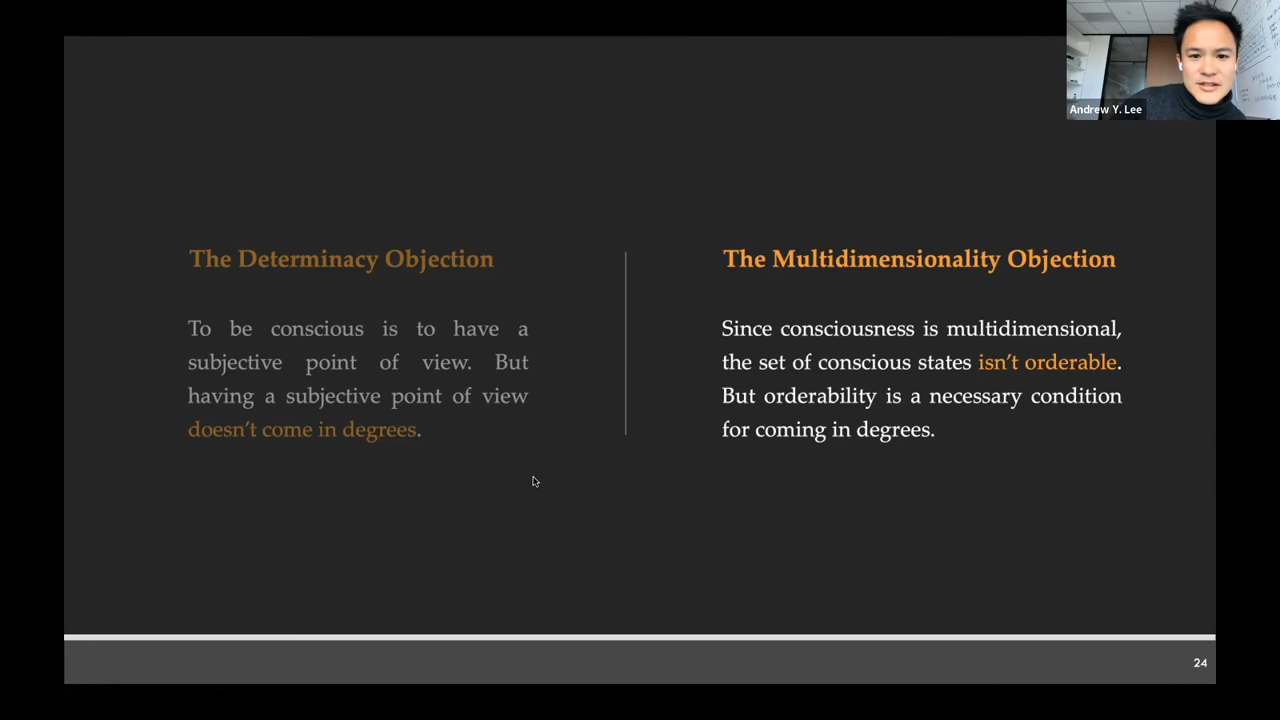 Andrew Y. Lee
The Determinacy Objection
To be conscious is to have a
subjective point of view. But
having a subjective point of view
doesn’t come in degrees.
The Multidimensionality Objection
Since consciousness is multidimensional,
the set of conscious states isn’t orderable.
But orderability is a necessary condition
for coming in degrees.
24